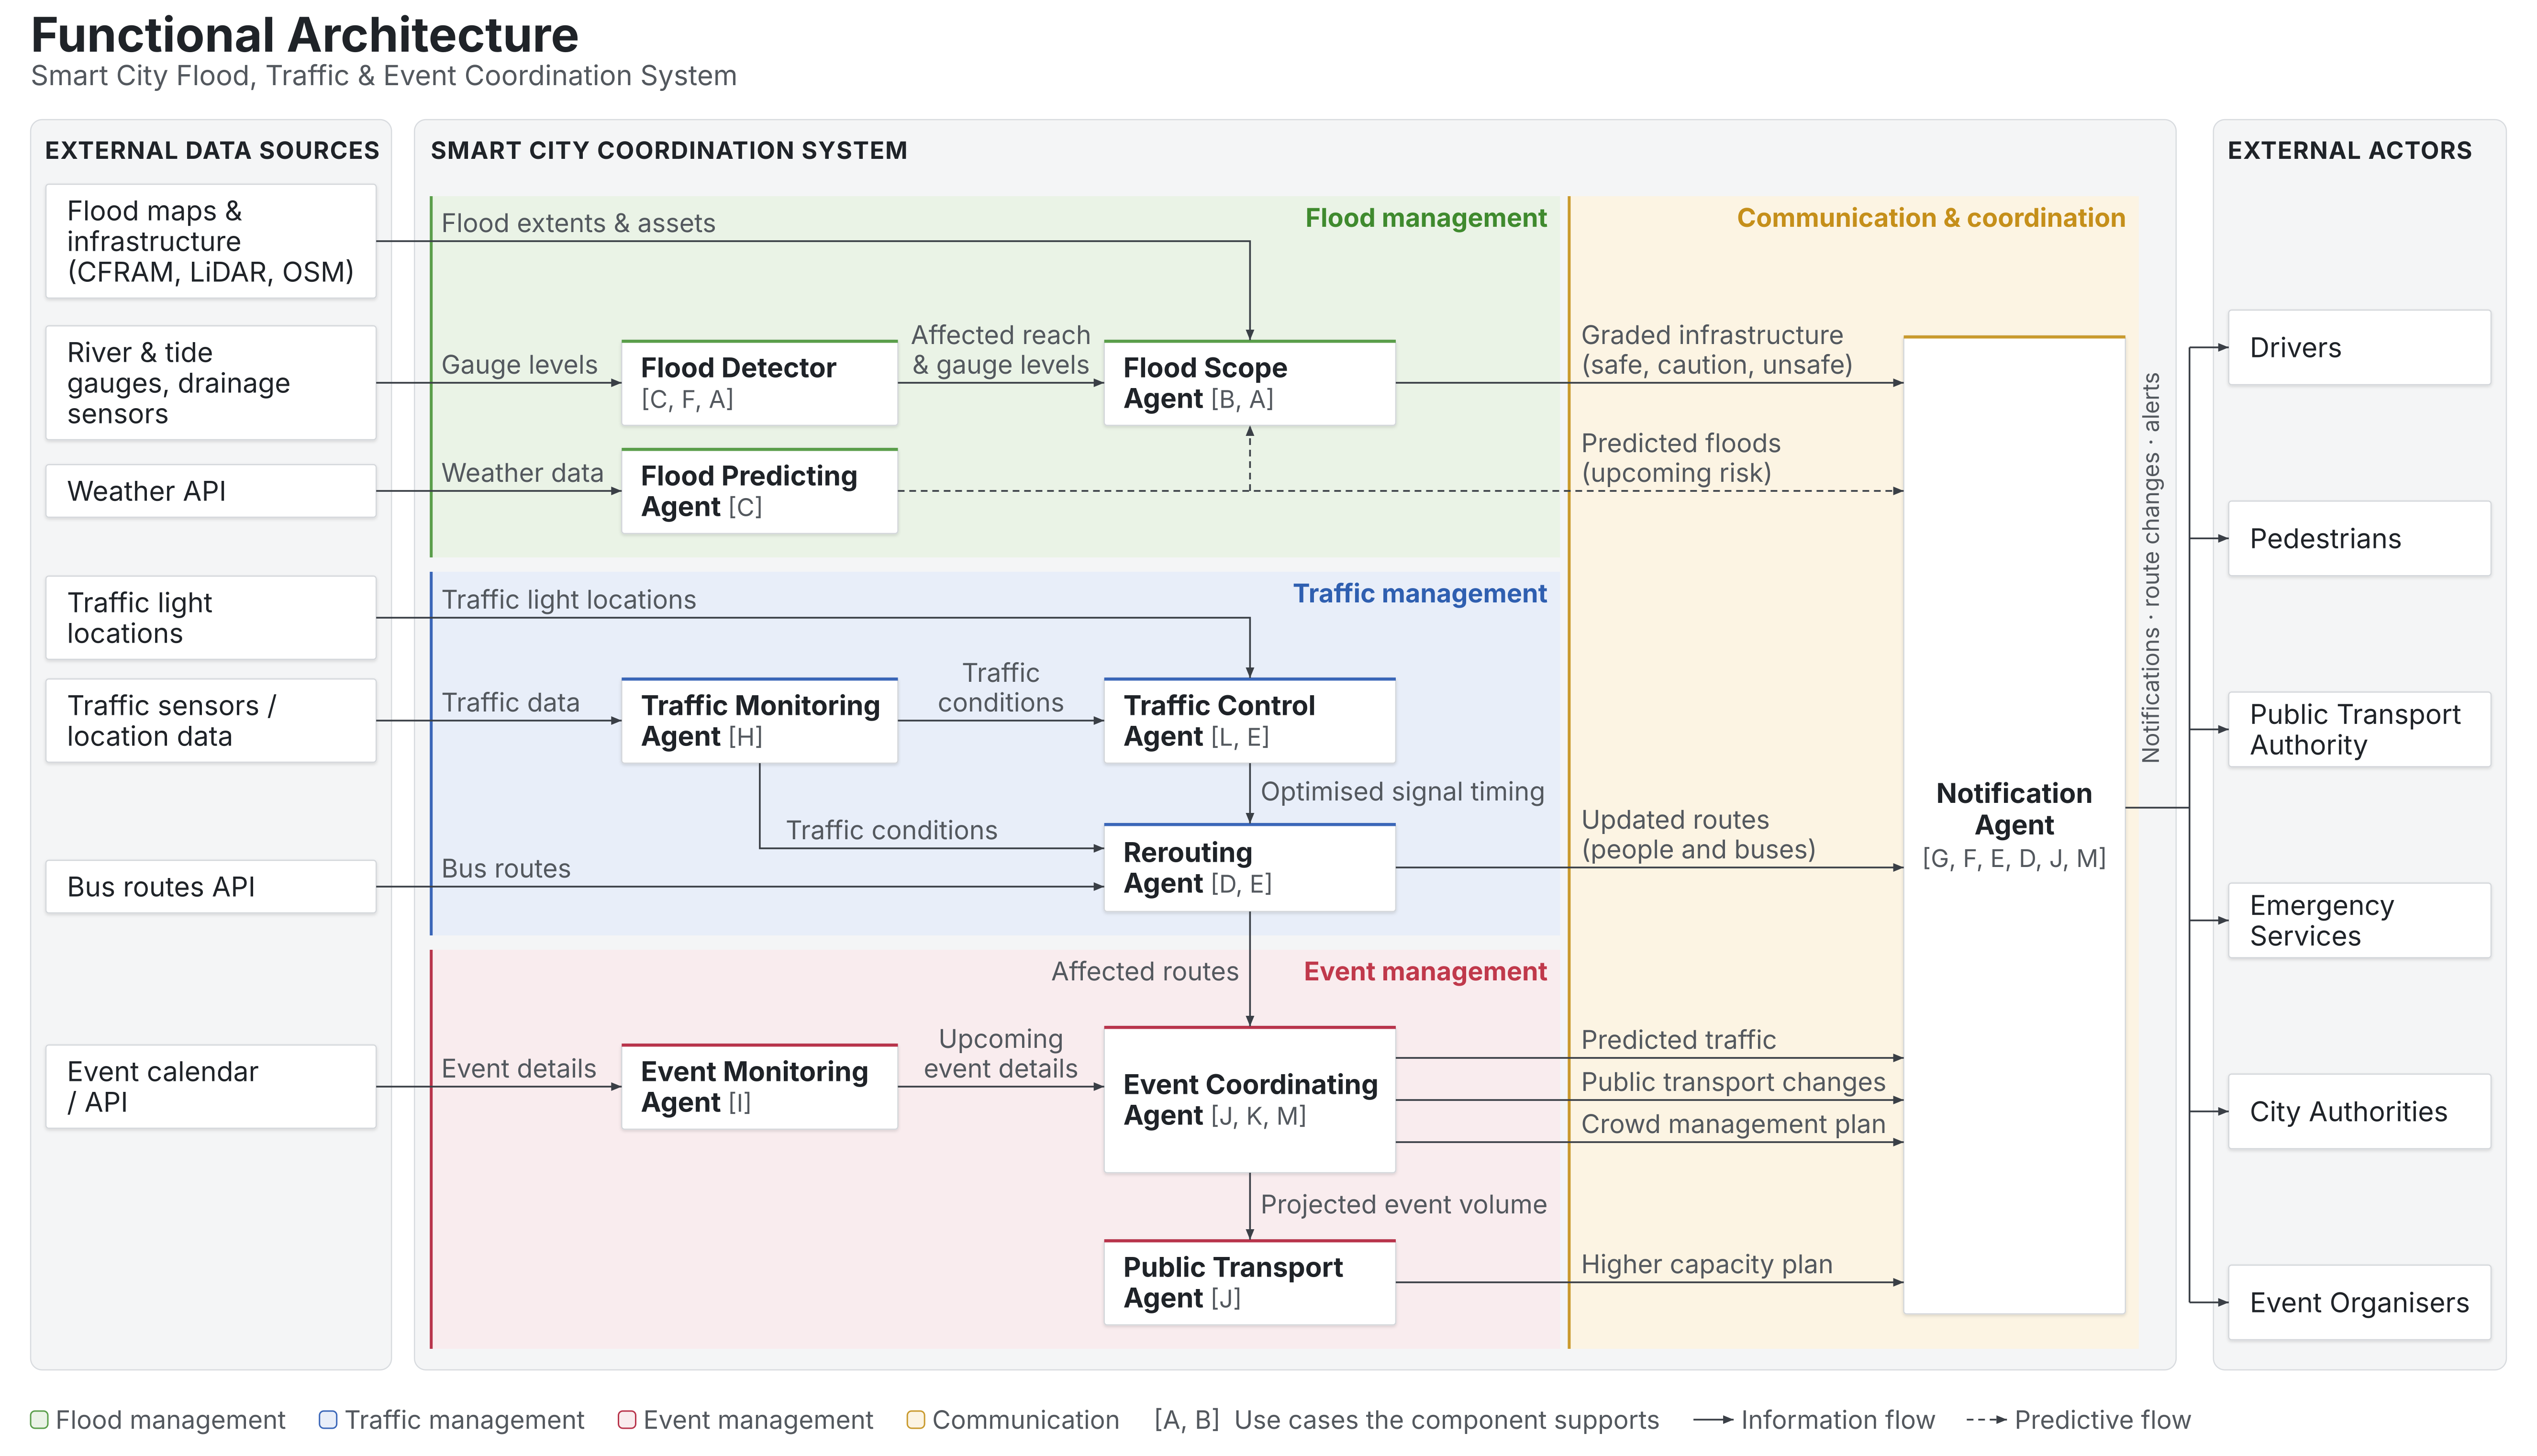 Functional Architecture
Smart City Flood, Traffic & Event Coordination System
EXTERNAL DATA SOURCES
Flood maps &
infrastructure
(CFRAM, LiDAR, OSM)
River & tide
gauges, drainage
sensors
Weather API
Traffic light
locations
Traffic sensors /
location data
Bus routes API
Event calendar
/ API
SMART CITY COORDINATION SYSTEM
Flood management
Flood extents & assets
Gauge levels
Flood Detector
[C, F, A]
Affected reach
& gauge levels
Flood Scope
Agent [B, A]
Weather data
Flood Predicting
Agent [C]
Traffic management
Traffic light locations
Traffic data
Traffic Monitoring
Agent [H]
Traffic
conditions
Traffic Control
Agent [L, E]
Optimised signal timing
Traffic conditions
Bus routes
Rerouting
Agent [D, E]
Event management
Affected routes
Event details
Event Monitoring
Agent [I]
Upcoming
event details
Event Coordinating
Agent [J, K, M]
Projected event volume
Public Transport
Agent [J]
Communication & coordination
Graded infrastructure
(safe, caution, unsafe)
Predicted floods
(upcoming risk)
Updated routes
(people and buses)
Predicted traffic
Public transport changes
Crowd management plan
Higher capacity plan
Notification
Agent
[G, F, E, D, J, M]
Notifications · route changes · alerts
EXTERNAL ACTORS
Drivers
Pedestrians
Public Transport
Authority
Emergency
Services
City Authorities
Event Organisers
Flood management
Traffic management
Event management
Communication
[A, B] Use cases the component supports
Information flow
Predictive flow